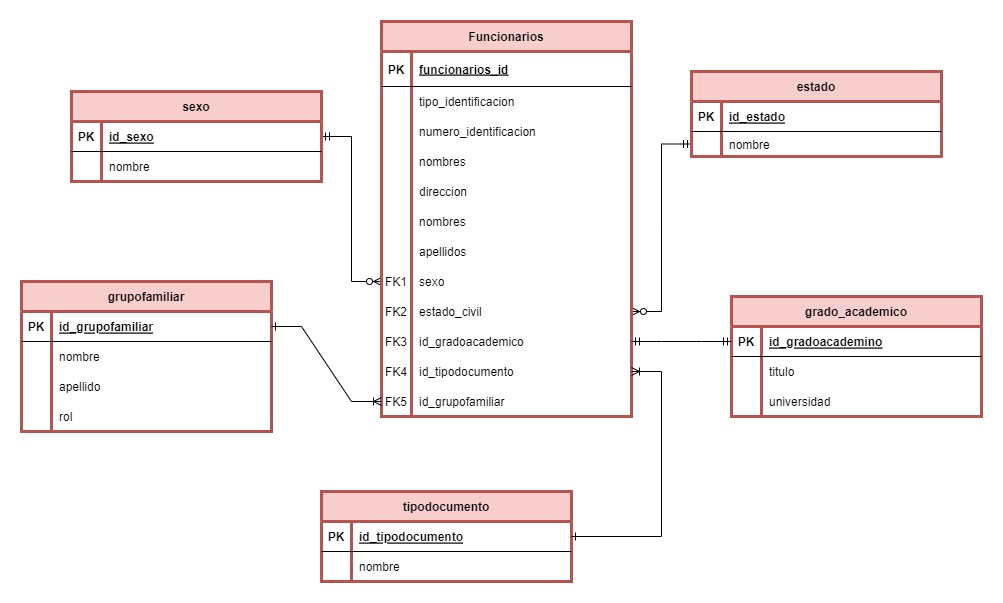 Funcionarios
PK funcionarios_id
tipo_identificacion
numero_identificacion
nombres
direccion
nombres
apellidos
FK1 sexo
FK2 estado_civil
FK3 id_gradoacademico
FK4 id_tipodocumento
FK5 id_grupofamiliar
sexo
PK id_sexo
nombre
estado
PK id_estado
nombre
grupofamiliar
PK id_grupofamiliar
nombre
apellido
rol
grado_academico
PK id_gradoacademino
titulo
universidad
tipodocumento
PK id_tipodocumento
nombre